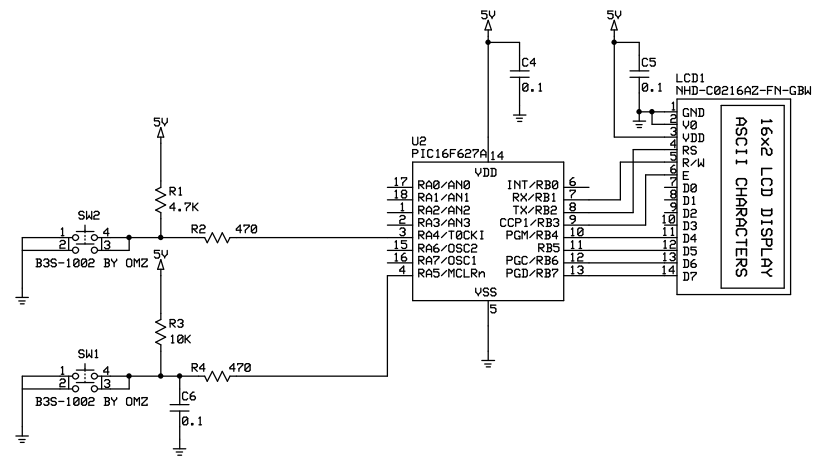 5V
C4
0.1
5V
C5
0.1
LCD1
NHD-C0216AZ-FN-GBW
1 GND
2 V0
3 VDD
4 RS
5 R/W
6 E
7 D0
8 D1
9 D2
10 D3
11 D4
12 D5
13 D6
14 D7
16x2 LCD DISPLAY
ASCII CHARACTERS
U2
PIC16F627A
14
VDD
17 RA0/AN0
18 RA1/AN1
1 RA2/AN2
2 RA3/AN3
3 RA4/T0CKI
15 RA6/OSC2
16 RA7/OSC1
4 RA5/MCLRn
INT/RB0 6
RX/RB1 7
TX/RB2 8
CCP1/RB3 9
PGM/RB4 10
RB5 11
PGC/RB6 12
PGD/RB7 13
VSS
5
5V
R1
4.7K
SW2
1 4
2 3
B3S-1002 BY OMZ
R2 470
5V
R3
10K
SW1
1 4
2 3
B3S-1002 BY OMZ
R4 470
C6
0.1